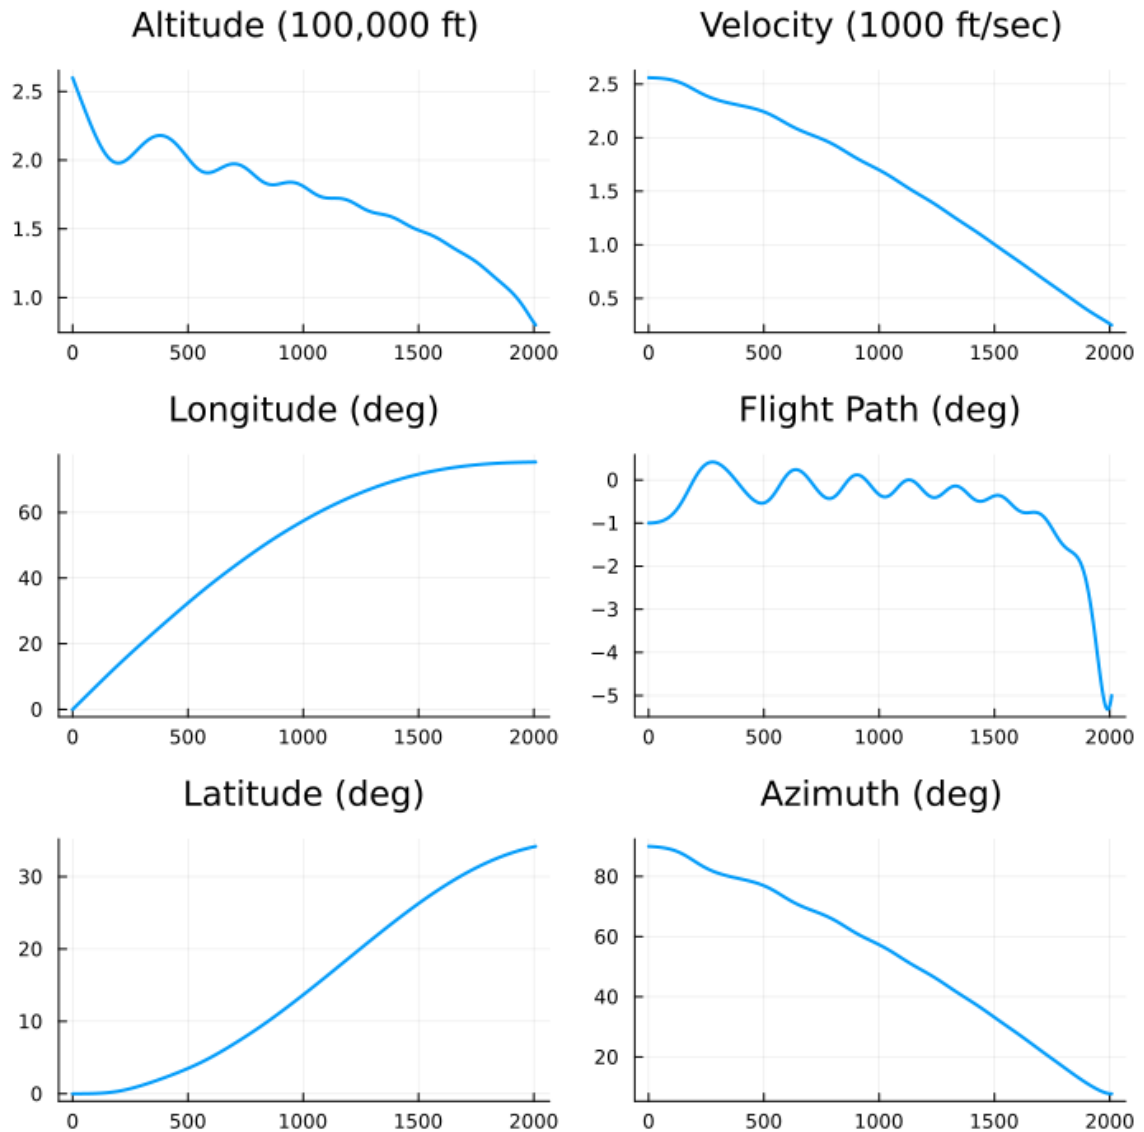 Altitude (100,000 ft)
2.5
2.0
1.5
1.0
0 500 1000 1500 2000
Velocity (1000 ft/sec)
2.5
2.0
1.5
1.0
0.5
0 500 1000 1500 2000
Longitude (deg)
60
40
20
0
0 500 1000 1500 2000
Flight Path (deg)
0
−1
−2
−3
−4
−5
0 500 1000 1500 2000
Latitude (deg)
30
20
10
0
0 500 1000 1500 2000
Azimuth (deg)
80
60
40
20
0 500 1000 1500 2000